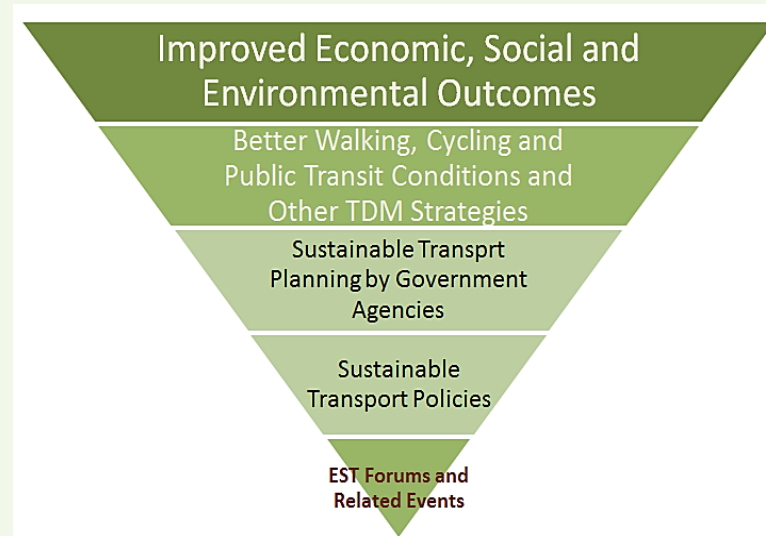 Improved Economic, Social and
Environmental Outcomes
Better Walking, Cycling and
Public Transit Conditions and
Other TDM Strategies
Sustainable Transprt
Planning by Government
Agencies
Sustainable
Transport Policies
EST Forums and
Related Events